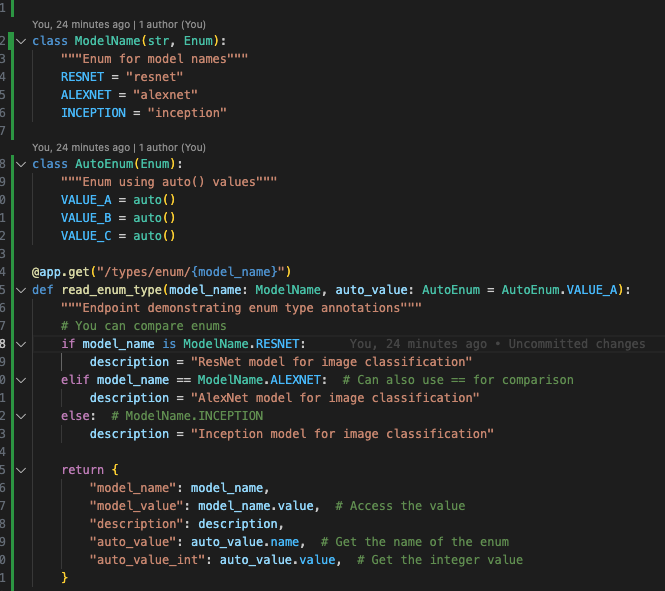 1
You, 24 minutes ago | 1 author (You)
2 class ModelName(str, Enum):
3     """Enum for model names"""
4     RESNET = "resnet"
5     ALEXNET = "alexnet"
6     INCEPTION = "inception"
7
You, 24 minutes ago | 1 author (You)
8 class AutoEnum(Enum):
9     """Enum using auto() values"""
0     VALUE_A = auto()
1     VALUE_B = auto()
2     VALUE_C = auto()
3
4 @app.get("/types/enum/{model_name}")
5 def read_enum_type(model_name: ModelName, auto_value: AutoEnum = AutoEnum.VALUE_A):
6     """Endpoint demonstrating enum type annotations"""
7     # You can compare enums
8     if model_name is ModelName.RESNET:     You, 24 minutes ago • Uncommitted changes
9         description = "ResNet model for image classification"
0     elif model_name == ModelName.ALEXNET:  # Can also use == for comparison
1         description = "AlexNet model for image classification"
2     else:  # ModelName.INCEPTION
3         description = "Inception model for image classification"
4
5     return {
6         "model_name": model_name,
7         "model_value": model_name.value,  # Access the value
8         "description": description,
9         "auto_value": auto_value.name,  # Get the name of the enum
0         "auto_value_int": auto_value.value,  # Get the integer value
1     }